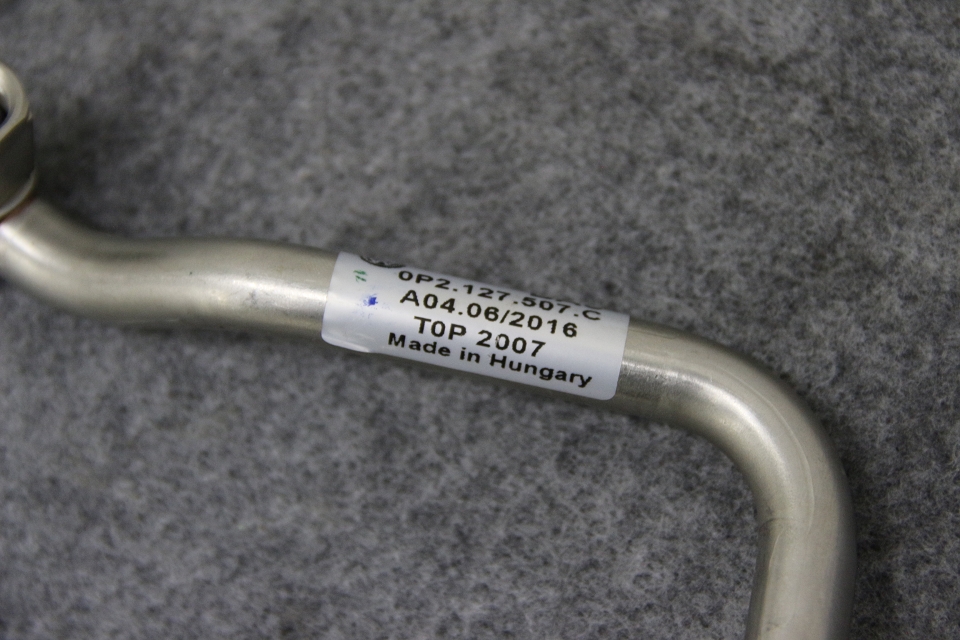 0P2.127.507.C
A04.06/2016
T0P 2007
Made in Hungary